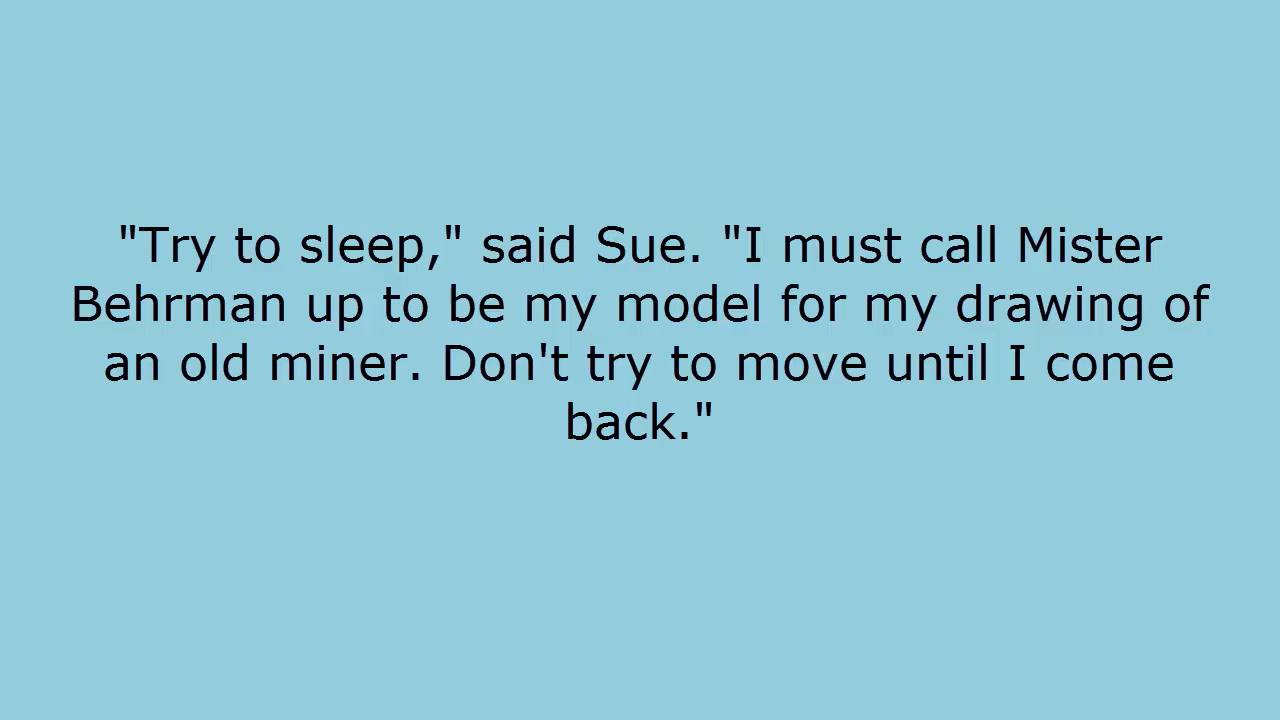 "Try to sleep," said Sue. "I must call Mister
Behrman up to be my model for my drawing of
an old miner. Don't try to move until I come
back."